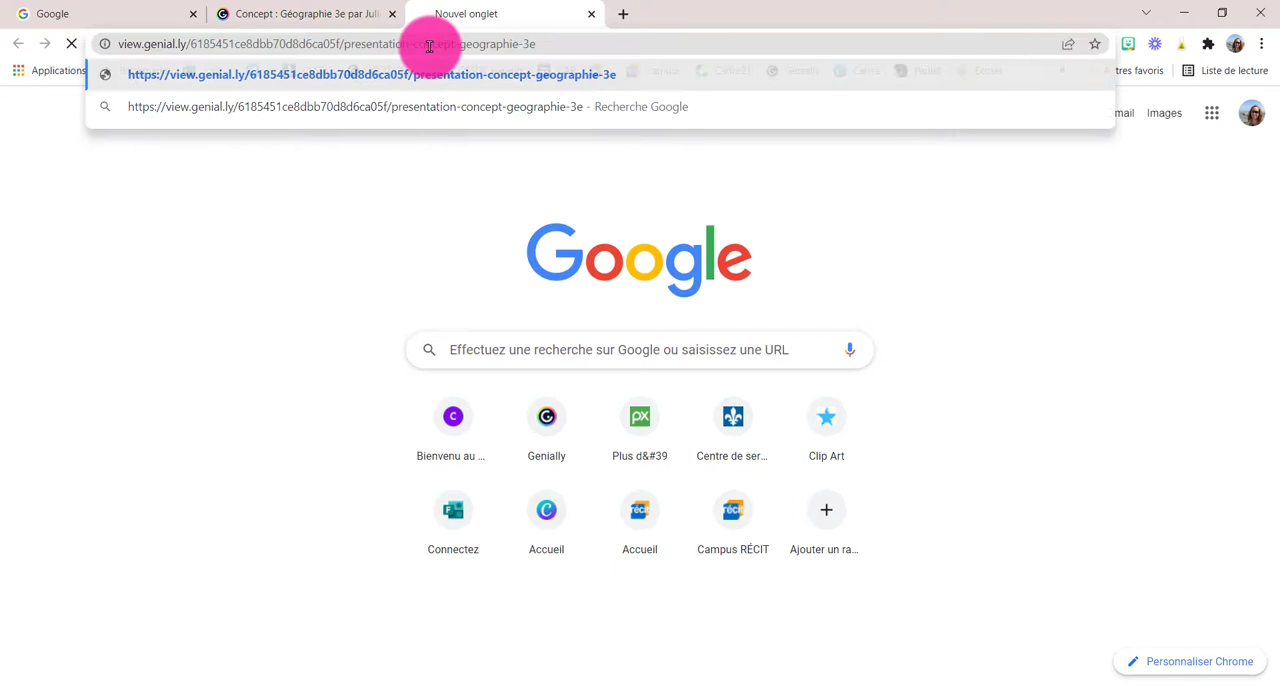 Google
Concept : Géographie 3e par Juli
Nouvel onglet
view.genial.ly/6185451ce8dbb70d8d6ca05f/presentation-concept-geographie-3e
https://view.genial.ly/6185451ce8dbb70d8d6ca05f/presentation-concept-geographie-3e
Applications
tres favoris
Liste de lecture
https://view.genial.ly/6185451ce8dbb70d8d6ca05f/presentation-concept-geographie-3e - Recherche Google
mail
Images
Google
Effectuez une recherche sur Google ou saisissez une URL
Bienvenu au ...
Genially
Plus d&#39
Centre de ser...
Clip Art
Connectez
Accueil
Accueil
Campus RÉCIT
Ajouter un ra...
Personnaliser Chrome